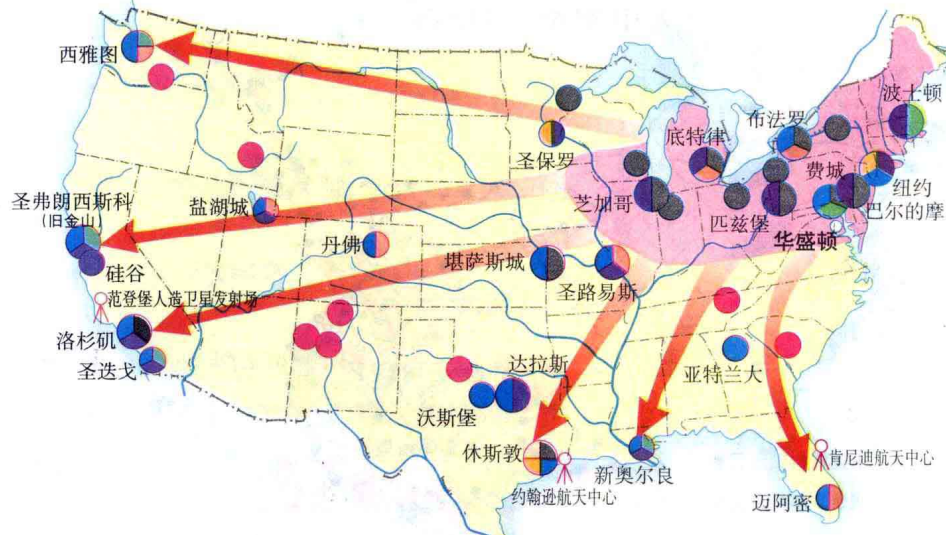 西雅图
圣保罗
底特律
布法罗
波士顿
圣弗朗西斯科
(旧金山)
盐湖城
芝加哥
匹兹堡
费城
纽约
巴尔的摩
华盛顿
硅谷
丹佛
堪萨斯城
圣路易斯
范登堡人造卫星发射场
洛杉矶
圣迭戈
达拉斯
亚特兰大
沃斯堡
休斯敦
新奥尔良
肯尼迪航天中心
约翰逊航天中心
迈阿密